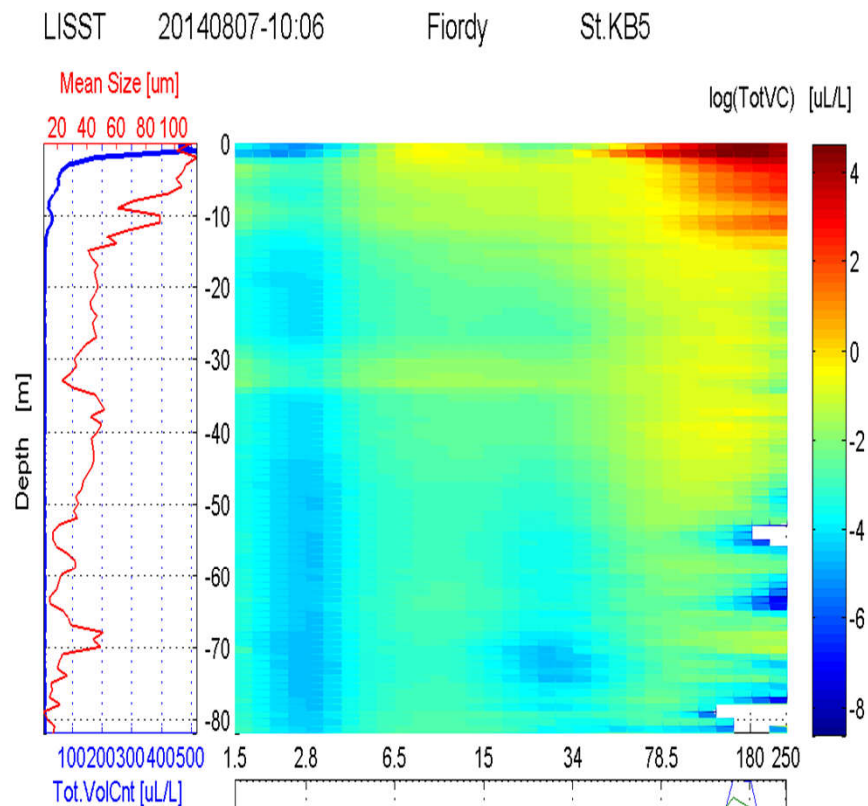 LISST 20140807-10:06 Fiordy St.KB5
Mean Size [um]
log(TotVC) [uL/L]
20 40 60 80 100
0
-10
-20
-30
-40
-50
-60
-70
-80
Depth [m]
4
2
0
-2
-4
-6
-8
100200300400500
1.5 2.8 6.5 15 34 78.5 180 250
Tot.VolCnt [uL/L]